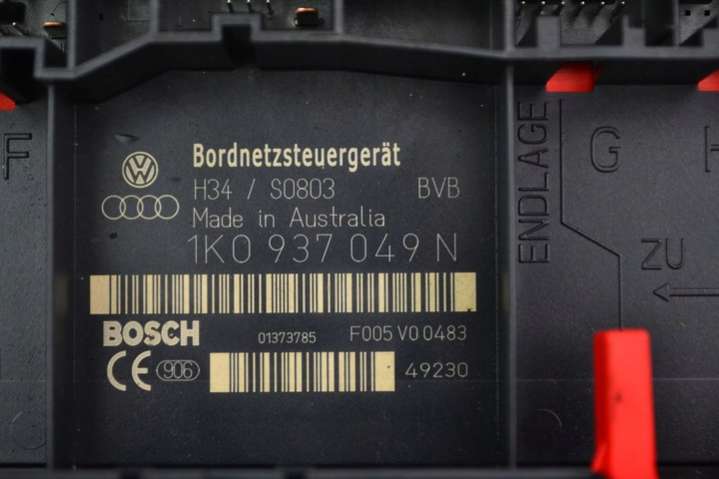 Bordnetzsteuergerät
H34 / S0803 BVB
Made in Australia
1K0 937 049 N
BOSCH 01373785 F005 V0 0483
CE 906 49230
F
ENDLAGE
G
H
ZU